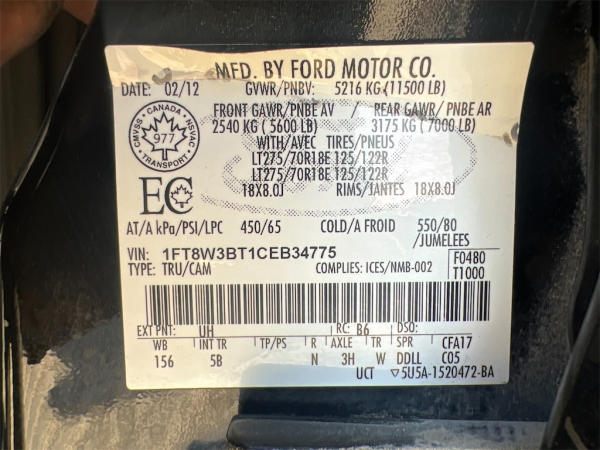 MFD. BY FORD MOTOR CO.
DATE: 02/12 GVWR/PNBV: 5216 KG (11500 LB)
FRONT GAWR/PNBE AV / REAR GAWR/ PNBE AR
2540 KG ( 5600 LB) 3175 KG ( 7000 LB)
WITH/AVEC TIRES/PNEUS
LT275/70R18E 125/122R
LT275/70R18E 125/122R
18X8.0J RIMS/JANTES 18X8.0J
CANADA
CMVSS NSVAC
977
TRANSPORT
EC
AT/A kPa/PSI/LPC 450/65 COLD/A FROID 550/80
/JUMELEES
VIN: 1FT8W3BT1CEB34775
TYPE: TRU/CAM COMPLIES: ICES/NMB-002
F0480
T1000
EXT PNT: UH RC: B6 DSO:
WB INT TR TP/PS R AXLE TR SPR CFA17
156 5B N 3H W DDLL C05
UCT ▽5U5A-1520472-BA